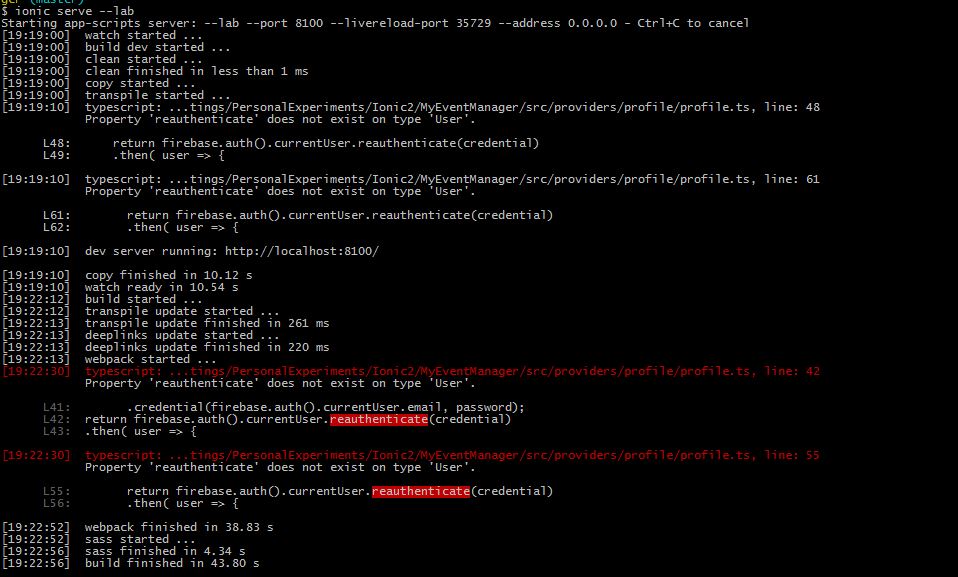 $ ionic serve --lab
Starting app-scripts server: --lab --port 8100 --livereload-port 35729 --address 0.0.0.0 - Ctrl+C to cancel
[19:19:00]  watch started ...
[19:19:00]  build dev started ...
[19:19:00]  clean started ...
[19:19:00]  clean finished in less than 1 ms
[19:19:00]  copy started ...
[19:19:00]  transpile started ...
[19:19:10]  typescript: ...tings/PersonalExperiments/Ionic2/MyEventManager/src/providers/profile/profile.ts, line: 48
Property 'reauthenticate' does not exist on type 'User'.
L48:  return firebase.auth().currentUser.reauthenticate(credential)
L49:  .then( user => {
[19:19:10]  typescript: ...tings/PersonalExperiments/Ionic2/MyEventManager/src/providers/profile/profile.ts, line: 61
Property 'reauthenticate' does not exist on type 'User'.
L61:  return firebase.auth().currentUser.reauthenticate(credential)
L62:  .then( user => {
[19:19:10]  dev server running: http://localhost:8100/
[19:19:10]  copy finished in 10.12 s
[19:19:10]  watch ready in 10.54 s
[19:22:12]  build started ...
[19:22:12]  transpile update started ...
[19:22:13]  transpile update finished in 261 ms
[19:22:13]  deeplinks update started ...
[19:22:13]  deeplinks update finished in 220 ms
[19:22:13]  webpack started ...
[19:22:30]  typescript: ...tings/PersonalExperiments/Ionic2/MyEventManager/src/providers/profile/profile.ts, line: 42
Property 'reauthenticate' does not exist on type 'User'.
L41:  .credential(firebase.auth().currentUser.email, password);
L42:  return firebase.auth().currentUser.reauthenticate(credential)
L43:  .then( user => {
[19:22:30]  typescript: ...tings/PersonalExperiments/Ionic2/MyEventManager/src/providers/profile/profile.ts, line: 55
Property 'reauthenticate' does not exist on type 'User'.
L55:  return firebase.auth().currentUser.reauthenticate(credential)
L56:  .then( user => {
[19:22:52]  webpack finished in 38.83 s
[19:22:52]  sass started ...
[19:22:56]  sass finished in 4.34 s
[19:22:56]  build finished in 43.80 s